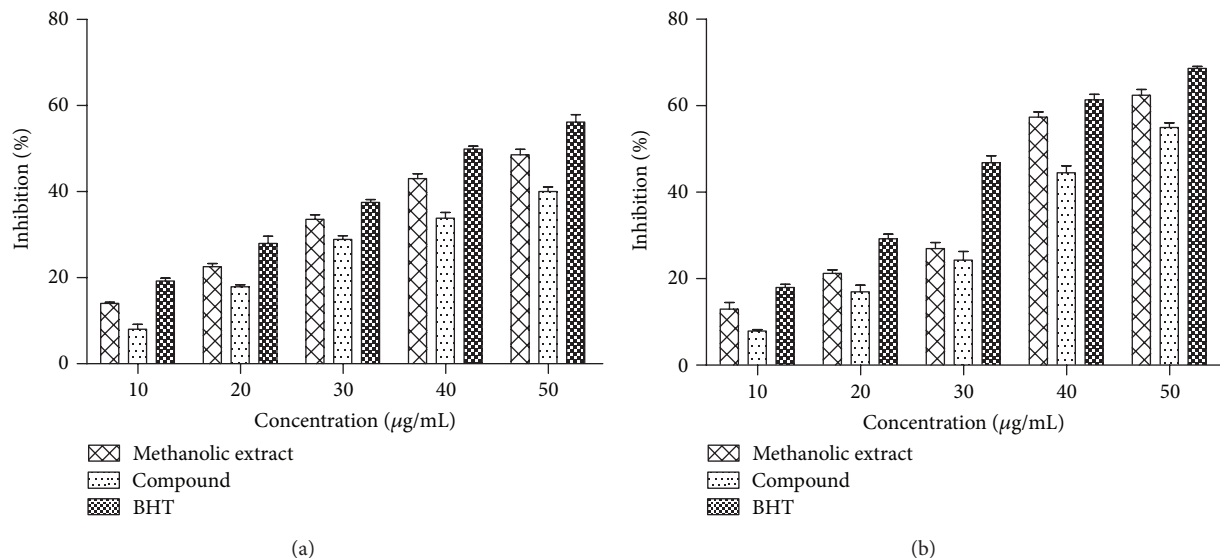 80
60
40
20
0
Inhibition (%)
10 20 30 40 50
Concentration (μg/mL)
Methanolic extract
Compound
BHT
(a)
80
60
40
20
0
Inhibition (%)
10 20 30 40 50
Concentration (μg/mL)
Methanolic extract
Compound
BHT
(b)